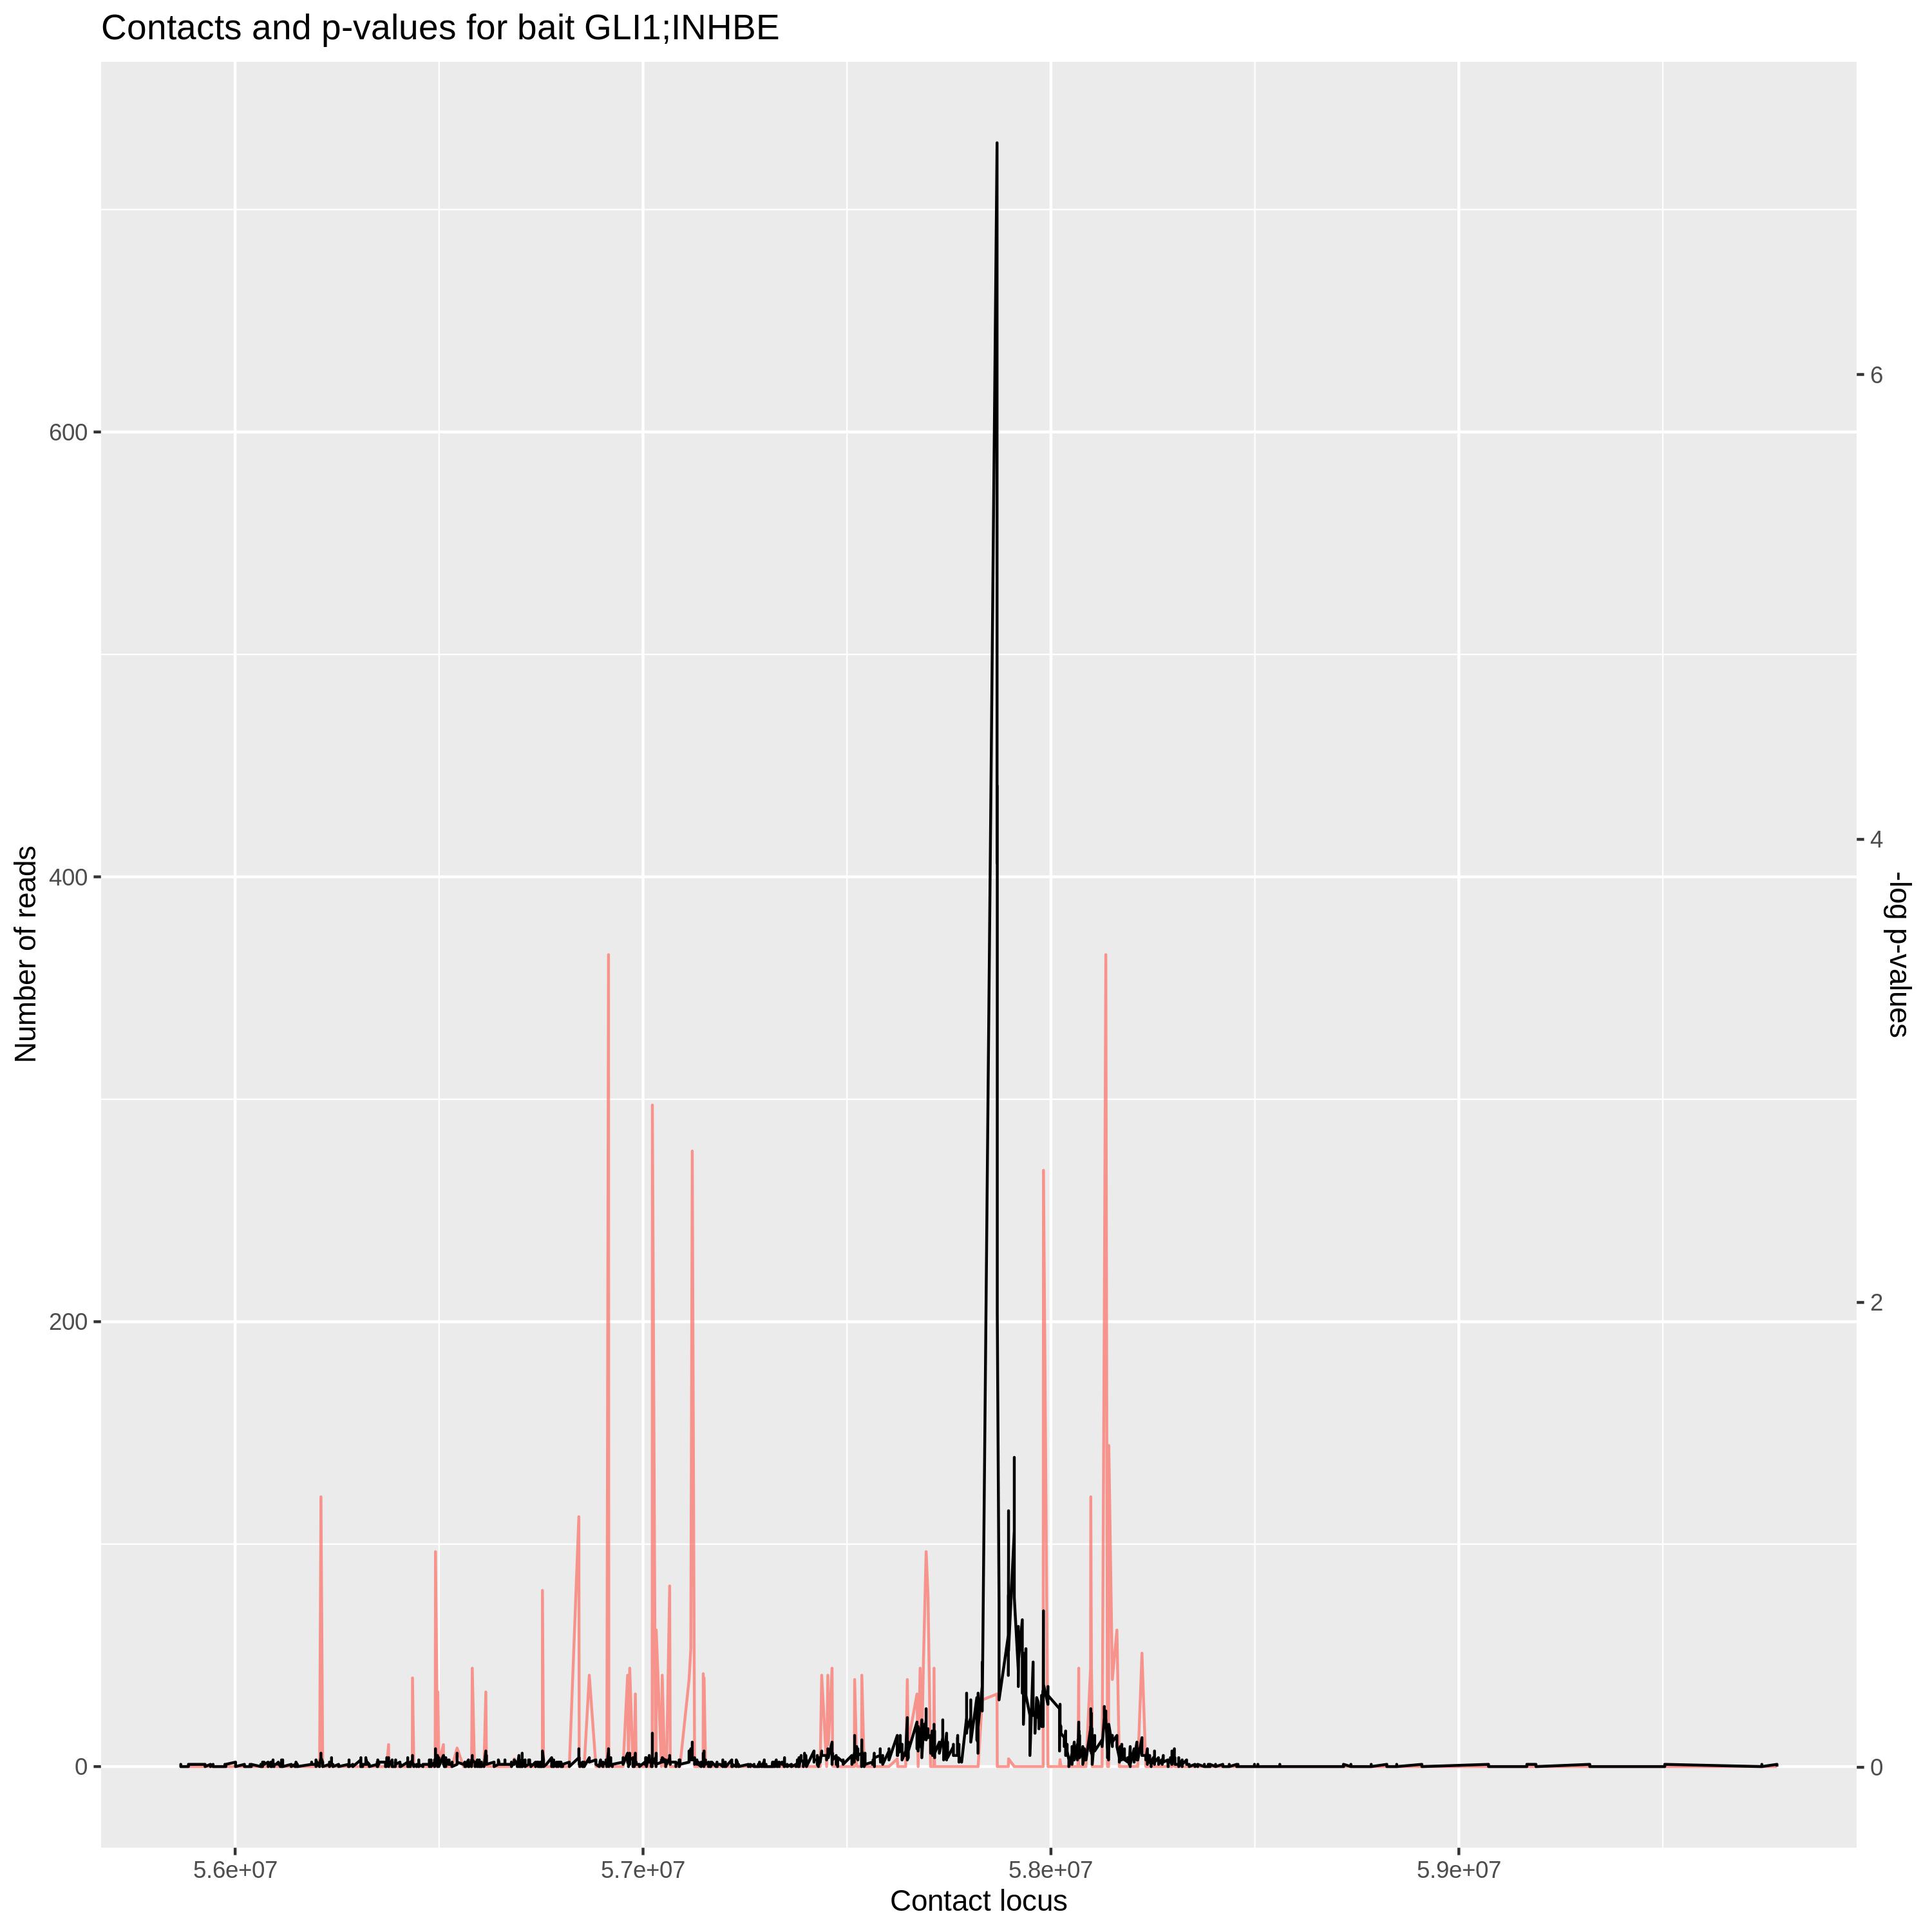 Contacts and p-values for bait GLI1;INHBE
Number of reads
600
400
200
0
6
4
2
0
-log p-values
5.6e+07
5.7e+07
5.8e+07
5.9e+07
Contact locus